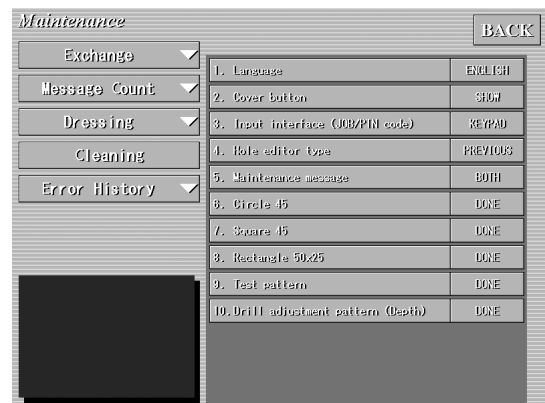 Maintenance
BACK
Exchange
Message Count
Dressing
Cleaning
Error History
1. Language ENGLISH
2. Cover button SHOW
3. Input interface (JOB/PIN code) KEYPAD
4. Hole editor type PREVIOUS
5. Maintenance message BOTH
6. Circle 45 DONE
7. Square 45 DONE
8. Rectangle 50x25 DONE
9. Test pattern DONE
10.Drill adjustment pattern (Depth) DONE